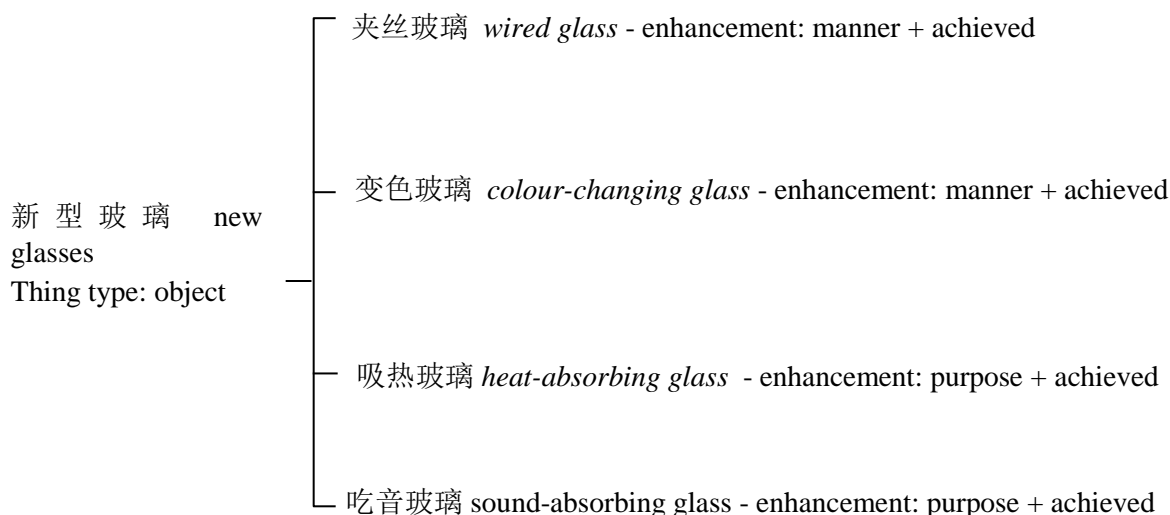 夹丝玻璃 wired glass - enhancement: manner + achieved
变色玻璃 colour-changing glass - enhancement: manner + achieved
新型玻璃 new
glasses
Thing type: object
吸热玻璃 heat-absorbing glass - enhancement: purpose + achieved
吃音玻璃 sound-absorbing glass - enhancement: purpose + achieved